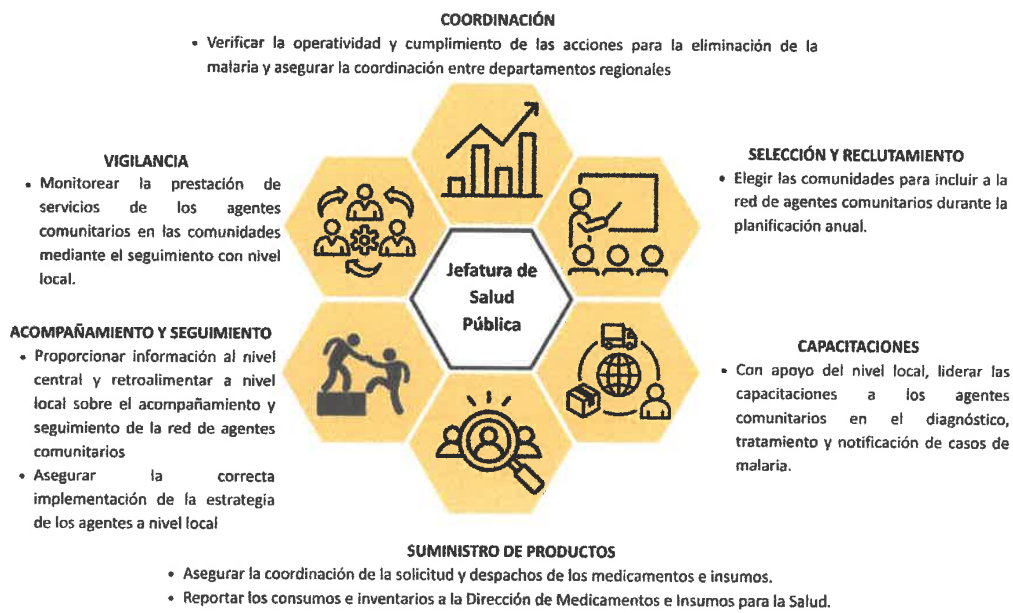 COORDINACIÓN
• Verificar la operatividad y cumplimiento de las acciones para la eliminación de la
malaria y asegurar la coordinación entre departamentos regionales
VIGILANCIA
• Monitorear la prestación de
servicios de los agentes
comunitarios en las comunidades
mediante el seguimiento con nivel
local.
SELECCIÓN Y RECLUTAMIENTO
• Elegir las comunidades para incluir a la
red de agentes comunitarios durante la
planificación anual.
Jefatura de
Salud
Pública
ACOMPAÑAMIENTO Y SEGUIMIENTO
• Proporcionar información al nivel
central y retroalimentar a nivel
local sobre el acompañamiento y
seguimiento de la red de agentes
comunitarios
• Asegurar la correcta
implementación de la estrategia
de los agentes a nivel local
CAPACITACIONES
• Con apoyo del nivel local, liderar las
capacitaciones a los agentes
comunitarios en el diagnóstico,
tratamiento y notificación de casos de
malaria.
SUMINISTRO DE PRODUCTOS
• Asegurar la coordinación de la solicitud y despachos de los medicamentos e insumos.
• Reportar los consumos e inventarios a la Dirección de Medicamentos e Insumos para la Salud.